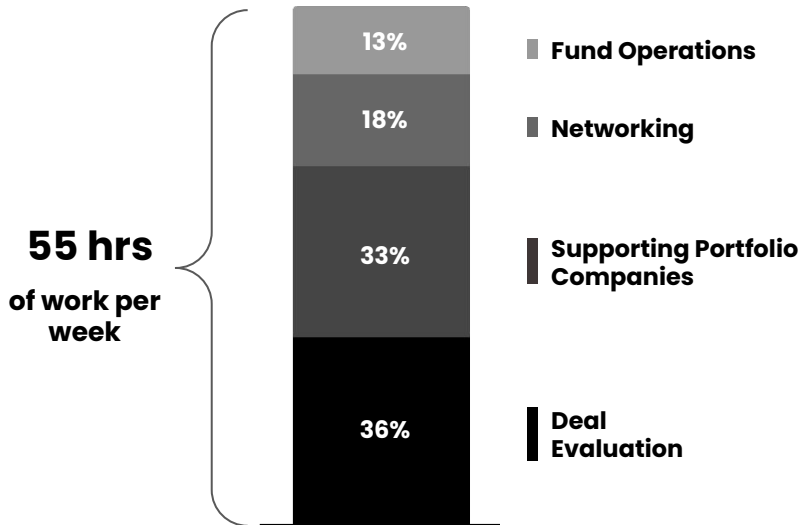 13%
Fund Operations
18%
Networking
55 hrs
of work per
week
33%
Supporting Portfolio
Companies
36%
Deal
Evaluation